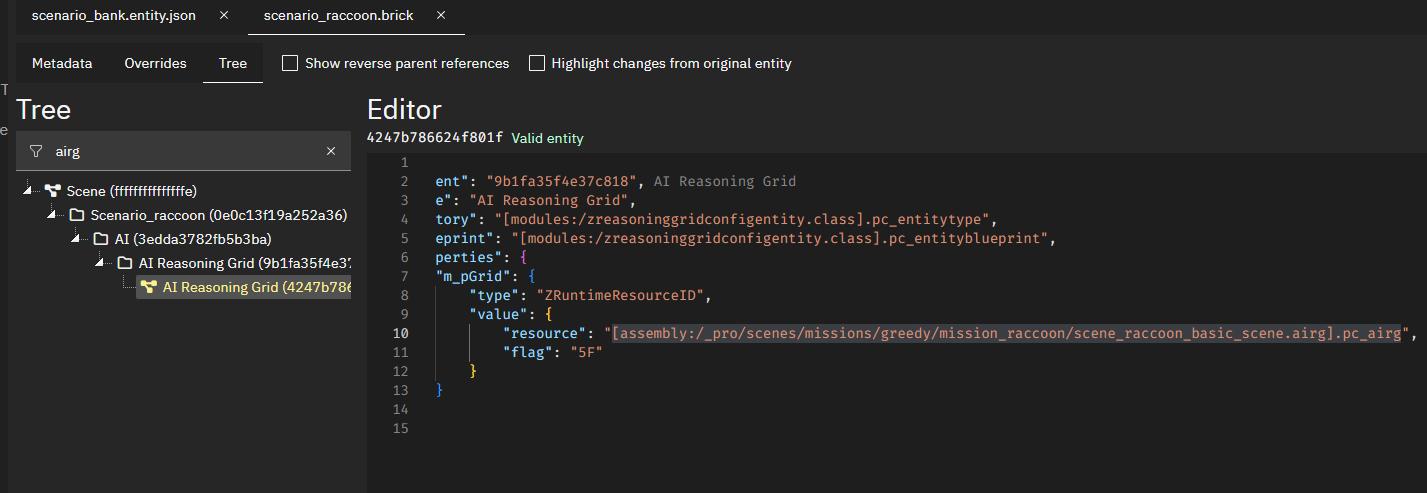 scenario_bank.entity.json × scenario_raccoon.brick ×
Metadata Overrides Tree Show reverse parent references Highlight changes from original entity
Tree
airg ×
Scene (fffffffffffffffe)
Scenario_raccoon (0e0c13f19a252a36)
AI (3edda3782fb5b3ba)
AI Reasoning Grid (9b1fa35f4e37
AI Reasoning Grid (4247b786
Editor
4247b786624f801f Valid entity
1
2 ent": "9b1fa35f4e37c818", AI Reasoning Grid
3 e": "AI Reasoning Grid",
4 tory": "[modules:/zreasoninggridconfigentity.class].pc_entitytype",
5 eprint": "[modules:/zreasoninggridconfigentity.class].pc_entityblueprint",
6 perties": {
7 "m_pGrid": {
8 "type": "ZRuntimeResourceID",
9 "value": {
10 "resource": "[assembly:/_pro/scenes/missions/greedy/mission_raccoon/scene_raccoon_basic_scene.airg].pc_airg",
11 "flag": "5F"
12 }
13 }
14
15